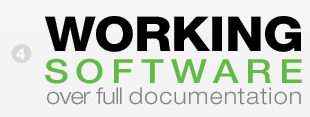 4
WORKING
SOFTWARE
over full documentation